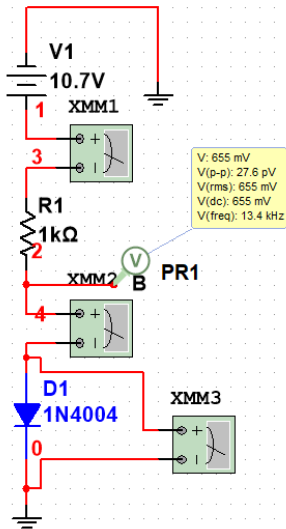 V1
10.7V
1
XMM1
3
V: 655 mV
V(p-p): 27.6 pV
V(rms): 655 mV
V(dc): 655 mV
V(freq): 13.4 kHz
R1
1kΩ
2
V
PR1
XMM2
B
4
D1
1N4004
XMM3
0